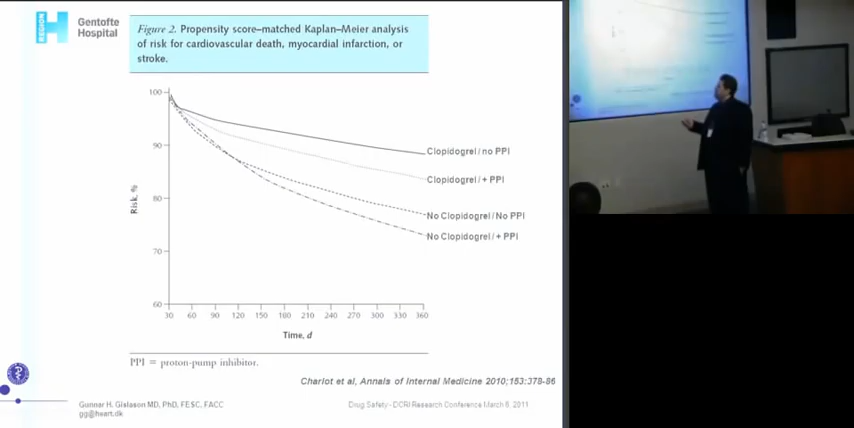 REGION
H
Gentofte
Hospital
Figure 2. Propensity score–matched Kaplan–Meier analysis
of risk for cardiovascular death, myocardial infarction, or
stroke.
100
90
80
70
60
Risk, %
Clopidogrel / no PPI
Clopidogrel / + PPI
No Clopidogrel / No PPI
No Clopidogrel / + PPI
30 60 90 120 150 180 210 240 270 300 330 360
Time, d
PPI = proton-pump inhibitor.
Charlot et al, Annals of Internal Medicine 2010;153:378-86
Gunnar H. Gislason MD, PhD, FESC, FACC
gg@heart.dk
Drug Safety - DCRI Research Conference March 8, 2011